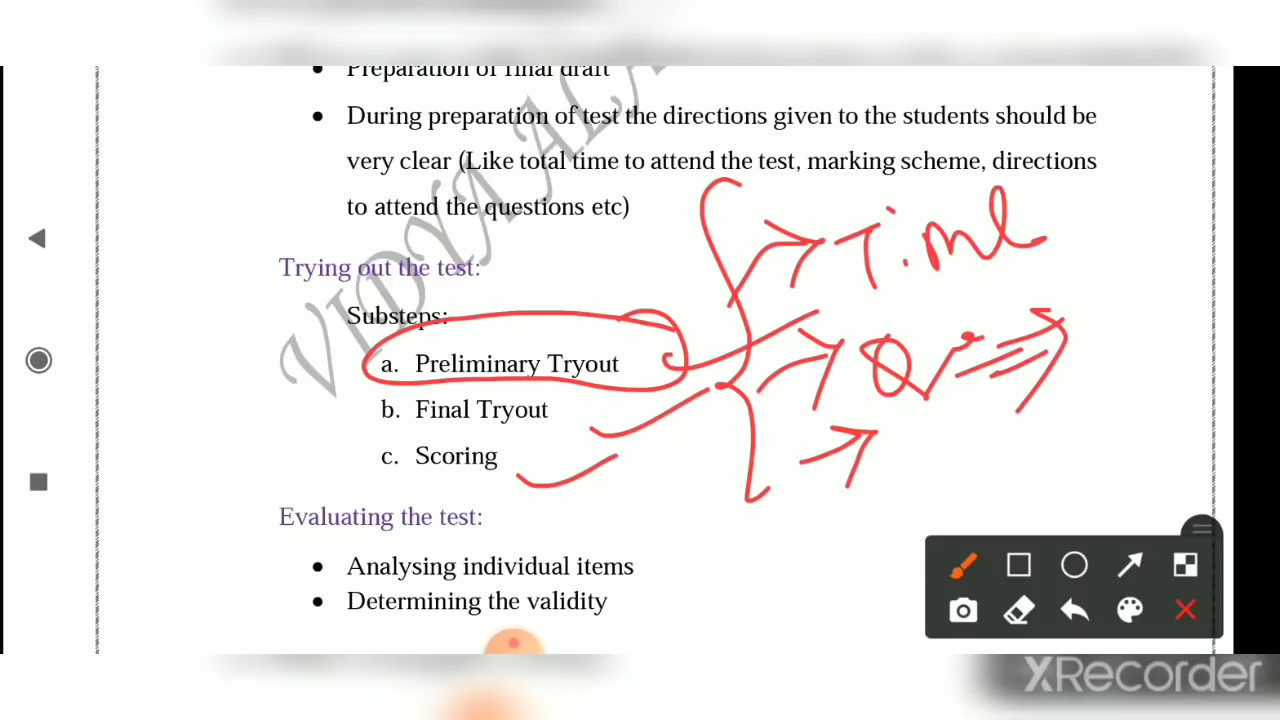 • Preparation of final draft
• During preparation of test the directions given to the students should be
very clear (Like total time to attend the test, marking scheme, directions
to attend the questions etc)
Trying out the test:
Substeps:
a. Preliminary Tryout
b. Final Tryout
c. Scoring
Time
Evaluating the test:
• Analysing individual items
• Determining the validity
VIDYA
XRecorder